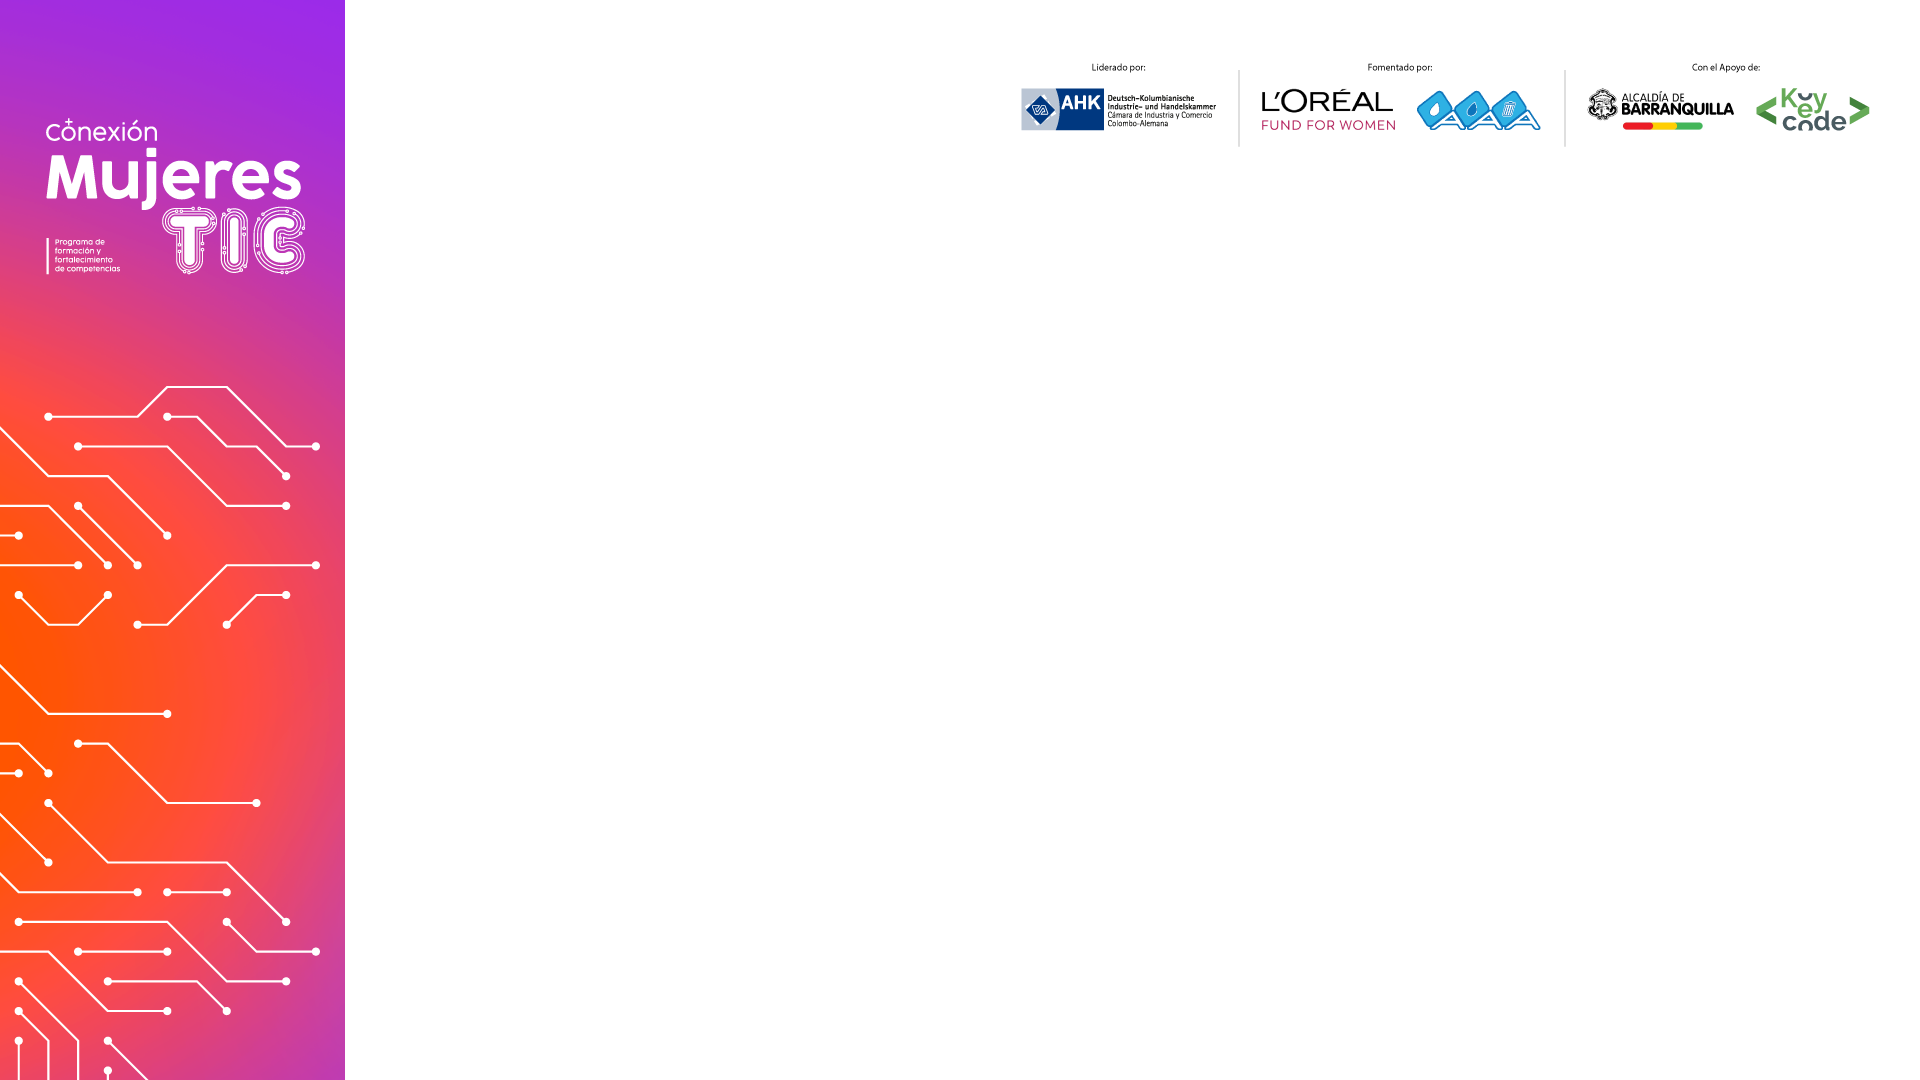 Conexión
Mujeres
TIC
Programa de
formación y
fortalecimiento
de competencias
Liderado por:
AHK
Deutsch-Kolumbianische
Industrie- und Handelskammer
Cámara de Industria y Comercio
Colombo-Alemana
Fomentado por:
L'ORÉAL
FUND FOR WOMEN
AAA
Con el Apoyo de:
ALCALDÍA DE
BARRANQUILLA
<Key
code>